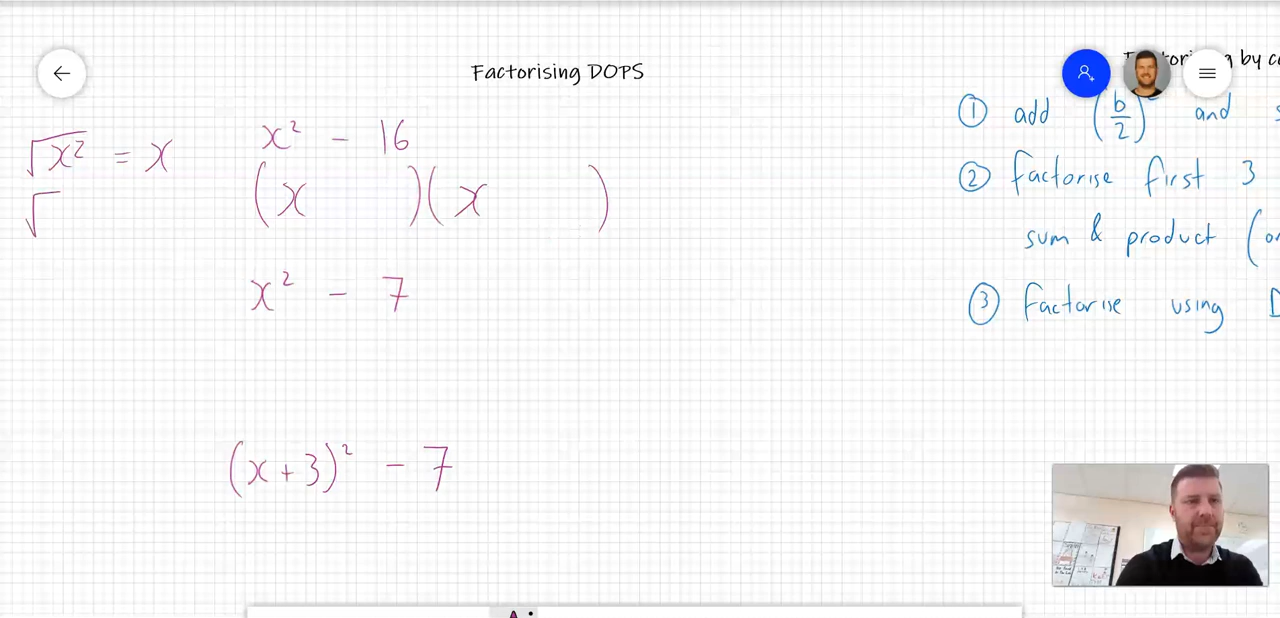 Factorising DOPS
by
√x² = x
x² - 16
√
(x )(x )
x² - 7
(x+3)² - 7
① add (b/2)² and
② factorise first 3
sum & product (
③ factorise using